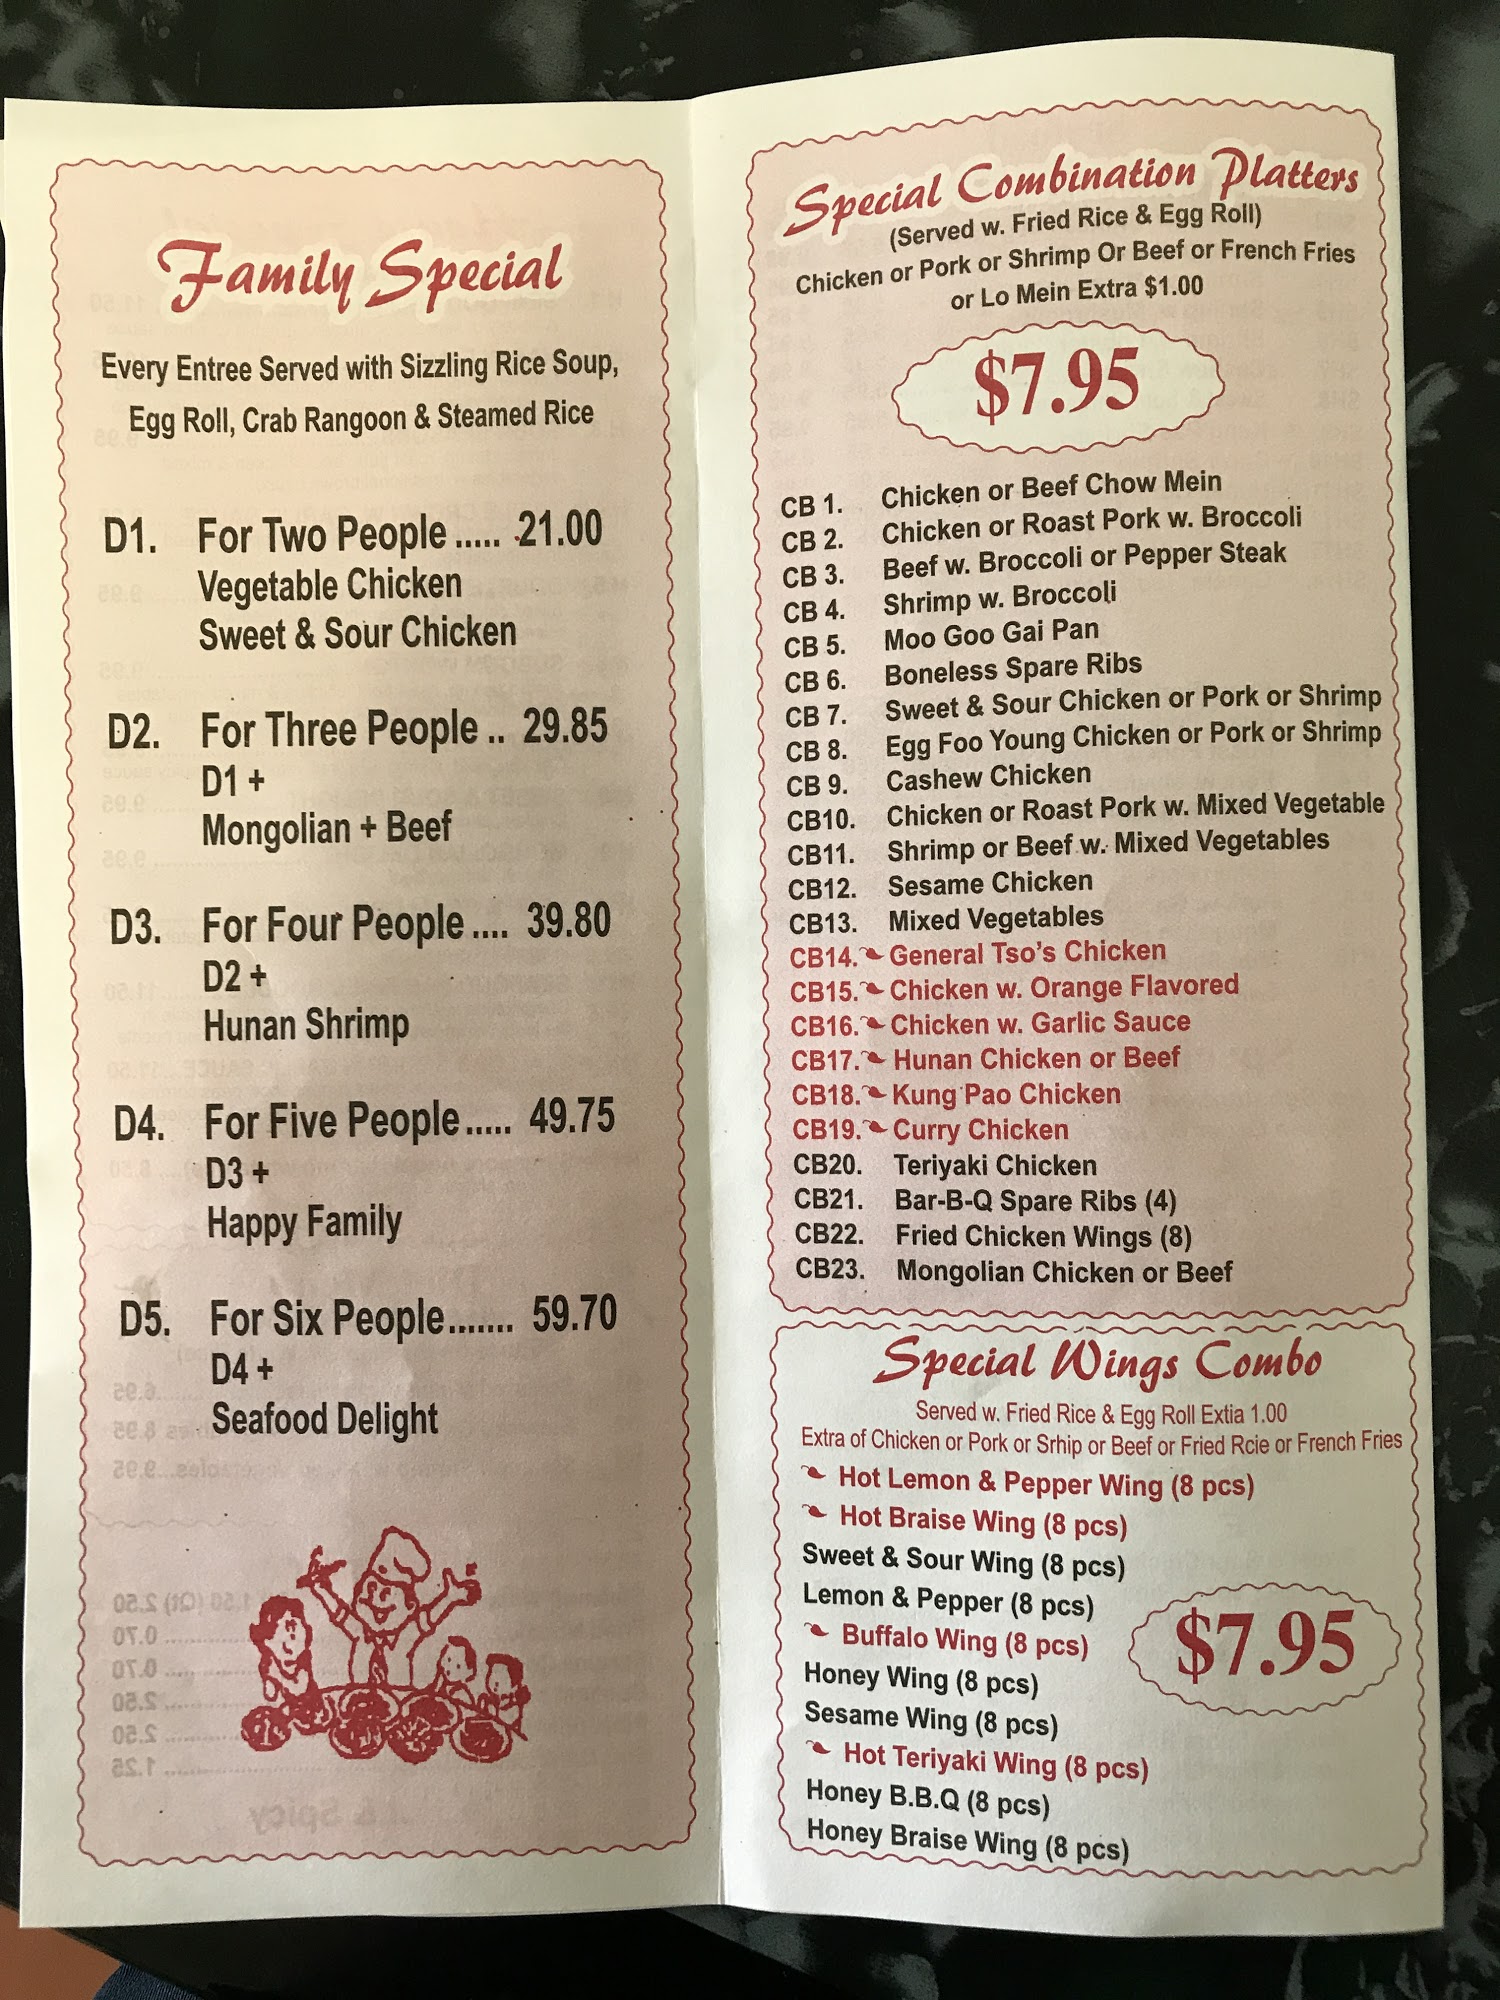 Family Special
Every Entree Served with Sizzling Rice Soup,
Egg Roll, Crab Rangoon & Steamed Rice
D1. For Two People ..... 21.00
Vegetable Chicken
Sweet & Sour Chicken
D2. For Three People .. 29.85
D1 +
Mongolian + Beef
D3. For Four People .... 39.80
D2 +
Hunan Shrimp
D4. For Five People ..... 49.75
D3 +
Happy Family
D5. For Six People....... 59.70
D4 +
Seafood Delight
Special Combination Platters
(Served w. Fried Rice & Egg Roll)
Chicken or Pork or Shrimp Or Beef or French Fries
or Lo Mein Extra $1.00
$7.95
CB 1. Chicken or Beef Chow Mein
CB 2. Chicken or Roast Pork w. Broccoli
CB 3. Beef w. Broccoli or Pepper Steak
CB 4. Shrimp w. Broccoli
CB 5. Moo Goo Gai Pan
CB 6. Boneless Spare Ribs
CB 7. Sweet & Sour Chicken or Pork or Shrimp
CB 8. Egg Foo Young Chicken or Pork or Shrimp
CB 9. Cashew Chicken
CB10. Chicken or Roast Pork w. Mixed Vegetable
CB11. Shrimp or Beef w. Mixed Vegetables
CB12. Sesame Chicken
CB13. Mixed Vegetables
CB14. General Tso's Chicken
CB15. Chicken w. Orange Flavored
CB16. Chicken w. Garlic Sauce
CB17. Hunan Chicken or Beef
CB18. Kung Pao Chicken
CB19. Curry Chicken
CB20. Teriyaki Chicken
CB21. Bar-B-Q Spare Ribs (4)
CB22. Fried Chicken Wings (8)
CB23. Mongolian Chicken or Beef
Special Wings Combo
Served w. Fried Rice & Egg Roll Extia 1.00
Extra of Chicken or Pork or Srhip or Beef or Fried Rcie or French Fries
Hot Lemon & Pepper Wing (8 pcs)
Hot Braise Wing (8 pcs)
Sweet & Sour Wing (8 pcs)
Lemon & Pepper (8 pcs)
Buffalo Wing (8 pcs)
$7.95
Honey Wing (8 pcs)
Sesame Wing (8 pcs)
Hot Teriyaki Wing (8 pcs)
Honey B.B.Q (8 pcs)
Honey Braise Wing (8 pcs)